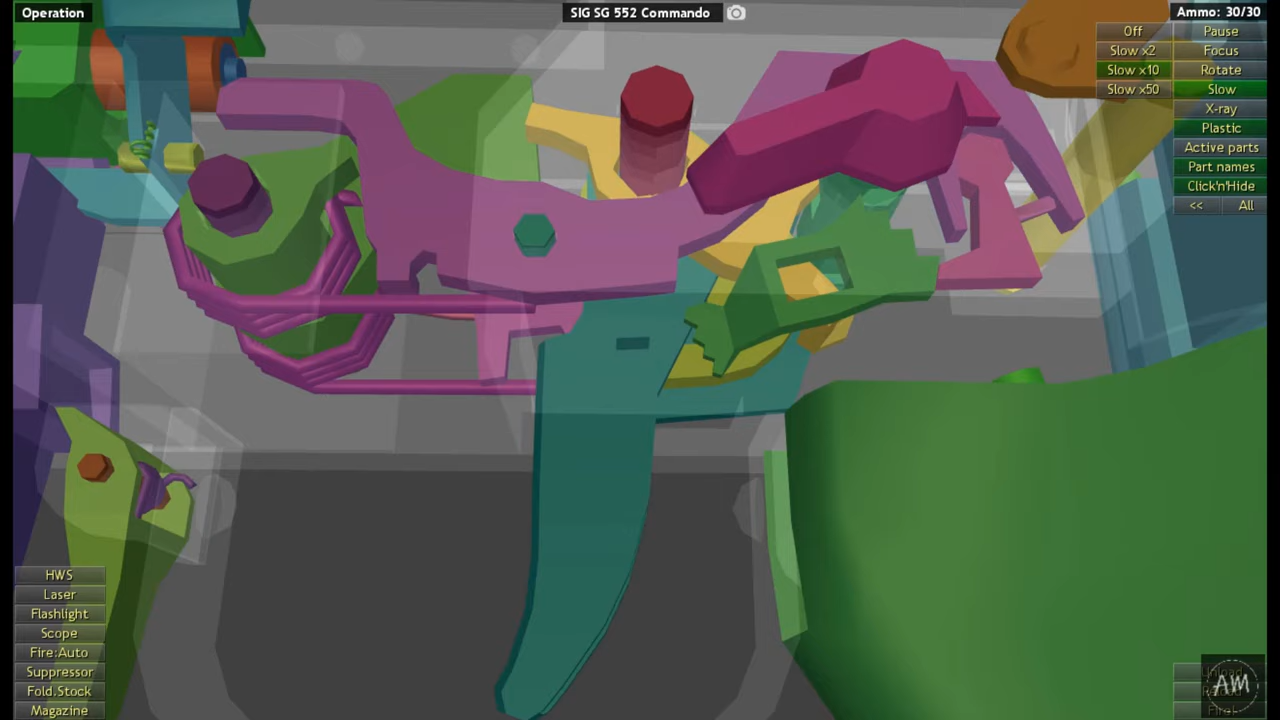 Operation
SIG SG 552 Commando
Ammo: 30/30
Off
Pause
Slow x2
Focus
Slow x10
Rotate
Slow x50
Slow
X-ray
Plastic
Active parts
Part names
Click'n'Hide
<<
All
HWS
Laser
Flashlight
Scope
Fire:Auto
Suppressor
Fold.Stock
Magazine
AM